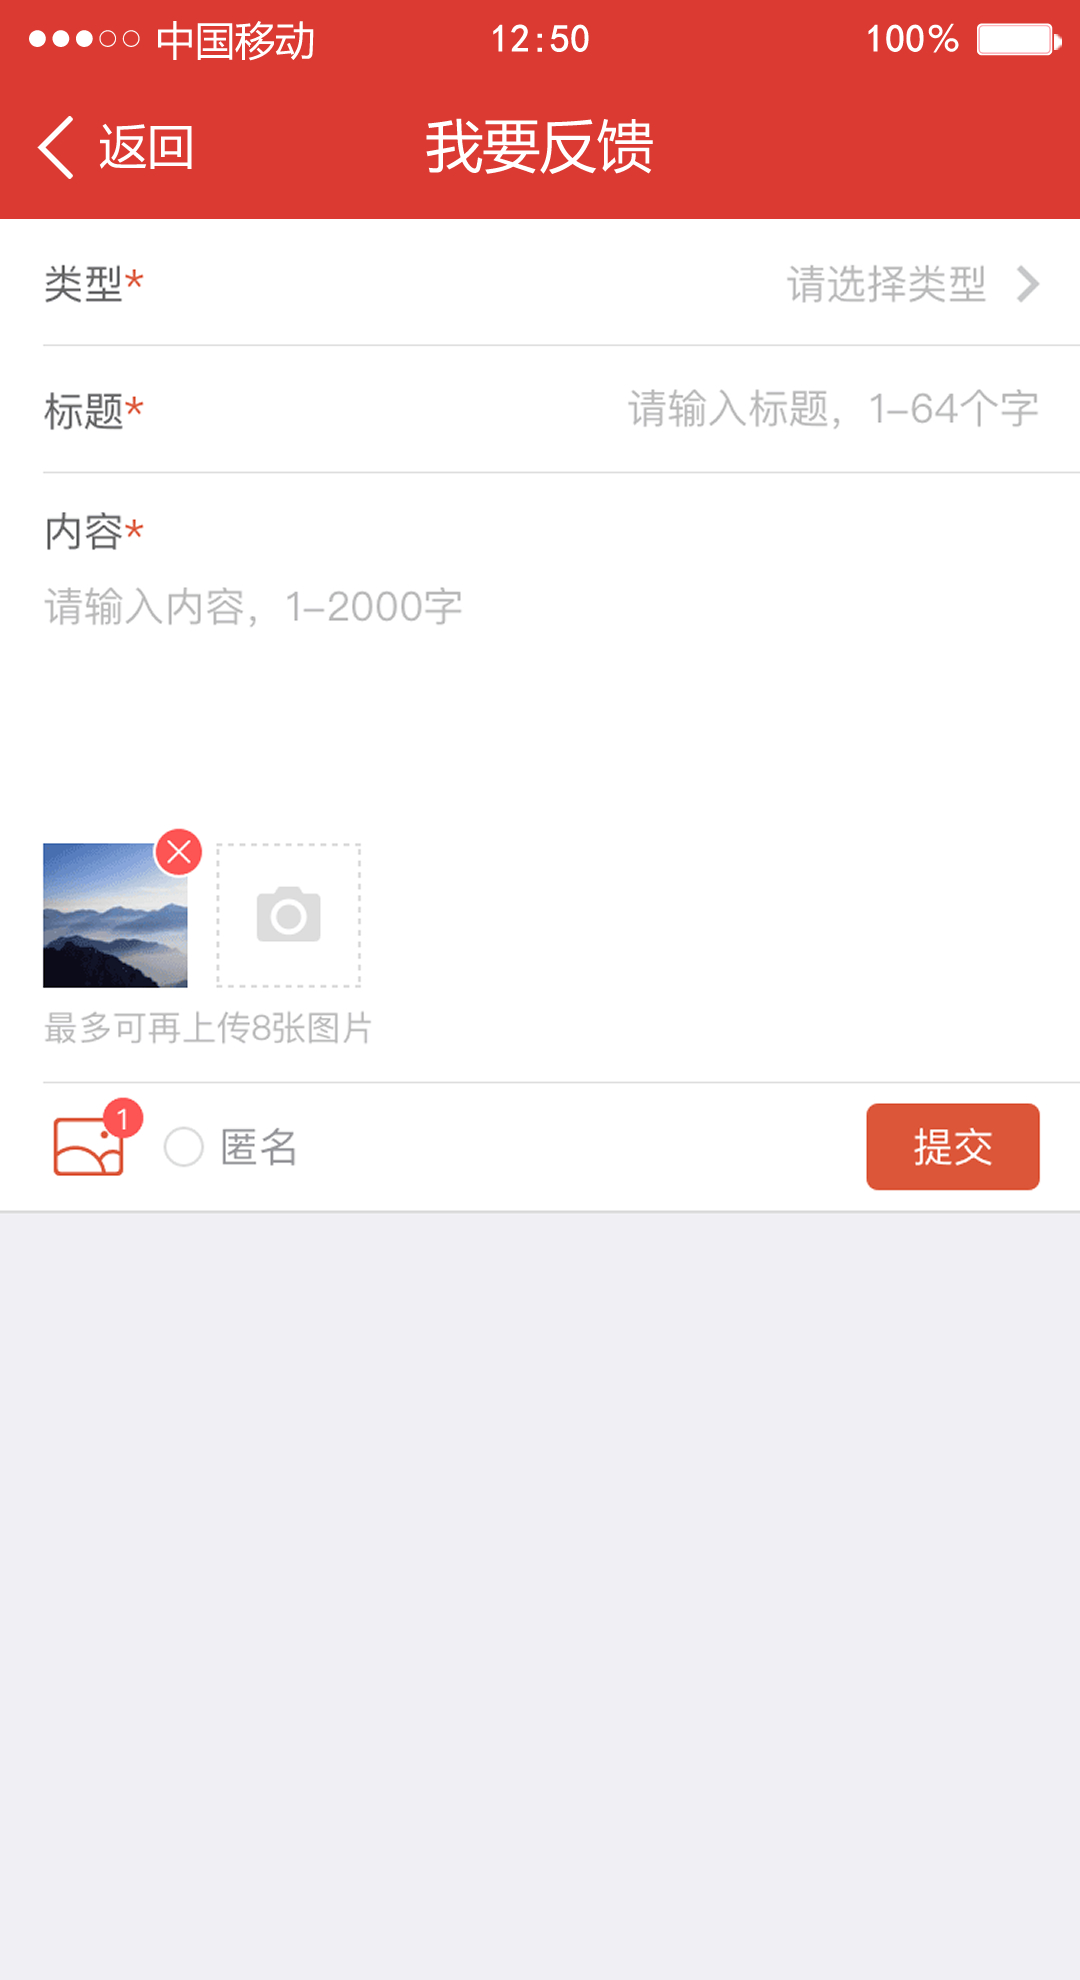 中国移动 12:50 100%
返回 我要反馈
类型* 请选择类型
标题* 请输入标题，1-64个字
内容*
请输入内容，1-2000字
最多可再上传8张图片
1 匿名 提交